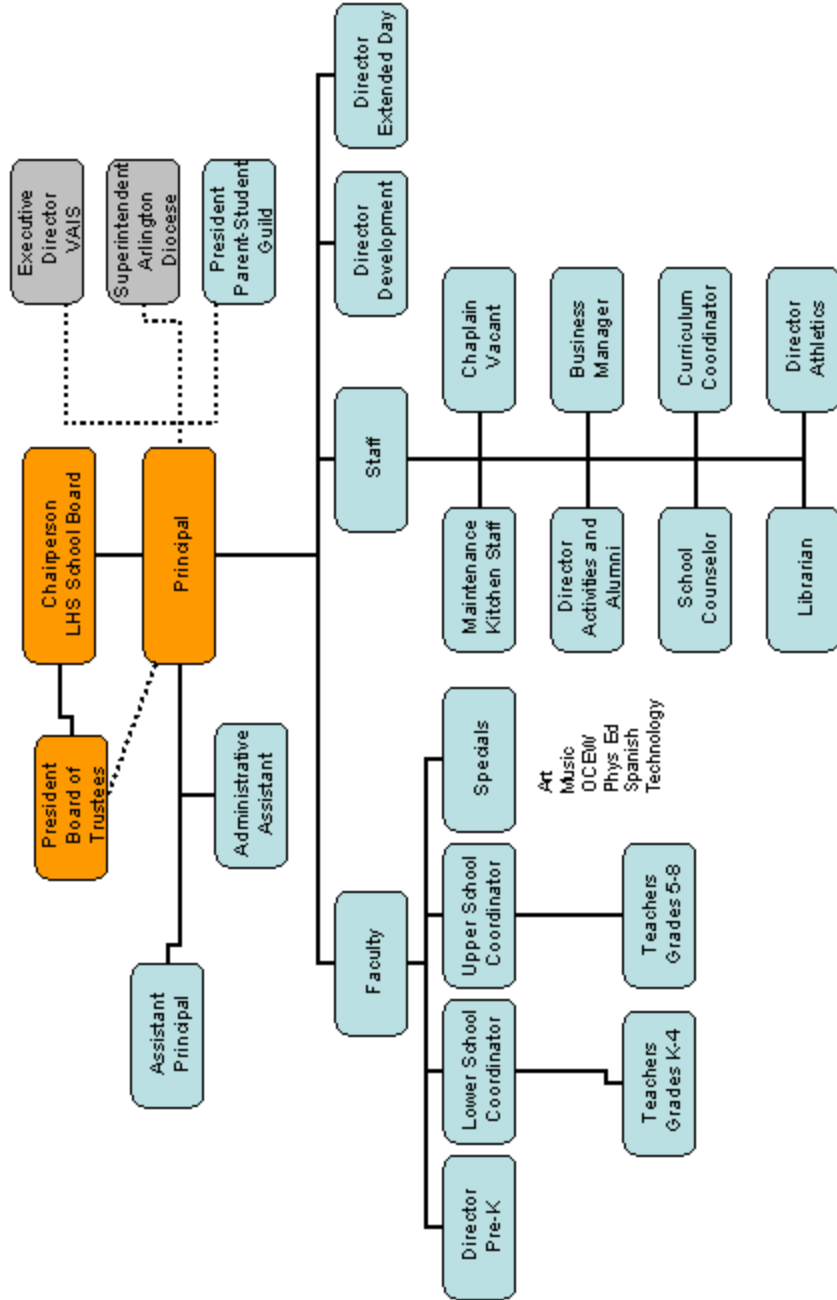 Executive
Director
VAIS
Chairperson
LHS School Board
President
Board of
Trustees
Superintendent
Arlington
Diocese
Principal
Assistant
Principal
President
Parent-Student
Guild
Administrative
Assistant
Faculty
Staff
Director
Development
Director
Extended Day
Director
Pre-K
Lower School
Coordinator
Upper School
Coordinator
Specials
Art
Music
OCEW
Phys Ed
Spanish
Technology
Teachers
Grades K-4
Teachers
Grades 5-8
Maintenance
Kitchen Staff
Chaplain
Vacant
Director
Activities and
Alumni
Business
Manager
School
Counselor
Curriculum
Coordinator
Librarian
Director
Athletics